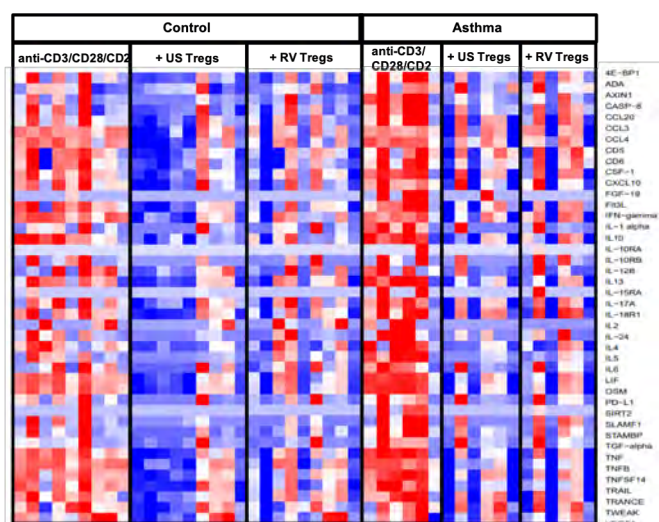 Control
Asthma
anti-CD3/CD28/CD2
+ US Tregs
+ RV Tregs
anti-CD3/
CD28/CD2
+ US Tregs
+ RV Tregs
4E-BP1
ADA
AXIN1
CASP-8
CCL20
CCL3
CCL4
CD5
CD6
CSF-1
CXCL10
FGF-19
Flt3L
IFN-gamma
IL-1 alpha
IL10
IL-10RA
IL-10RB
IL-12B
IL13
IL-15RA
IL-17A
IL-18R1
IL2
IL-24
IL4
IL5
IL6
LIF
OSM
PD-L1
SIRT2
SLAMF1
STAMBP
TGF-alpha
TNF
TNFB
TNFSF14
TRAIL
TRANCE
TWEAK